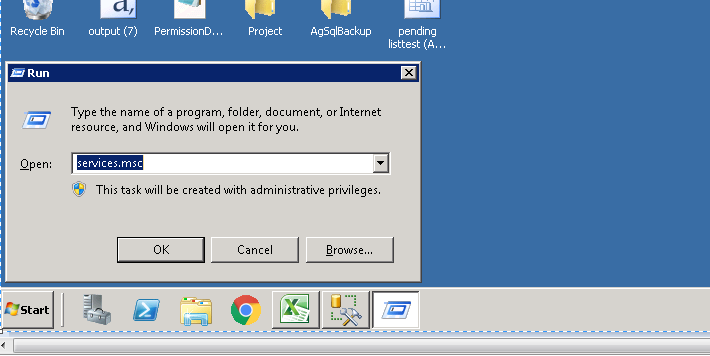 Recycle Bin
output (7)
PermissionD...
Project
AgSqlBackup
pending
listtest (A...
Run
Type the name of a program, folder, document, or Internet
resource, and Windows will open it for you.
Open:
services.msc
This task will be created with administrative privileges.
OK
Cancel
Browse...
Start